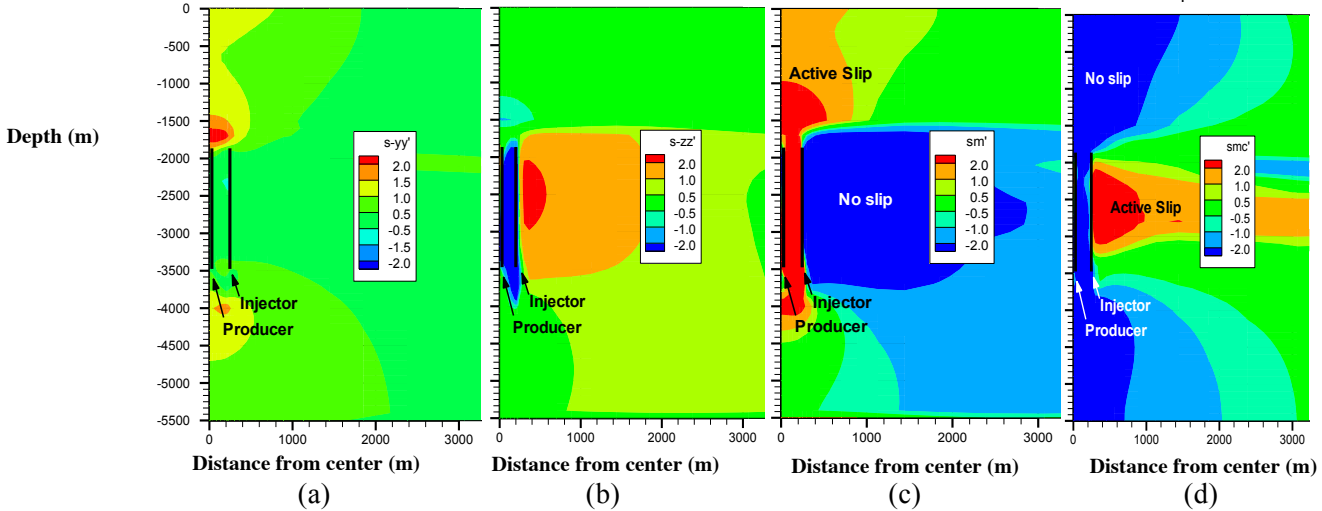 Depth (m)
0
-500
-1000
-1500
-2000
-2500
-3000
-3500
-4000
-4500
-5000
-5500
s-yy'
2.0
1.5
1.0
0.5
-0.5
-1.5
-2.0
Injector
Producer
0
1000
2000
3000
Distance from center (m)
(a)
s-zz'
2.0
1.0
0.5
-0.5
-1.0
-2.0
Injector
Producer
0
1000
2000
3000
Distance from center (m)
(b)
Active Slip
sm'
2.0
1.0
0.5
-0.5
-1.0
-2.0
No slip
Injector
Producer
0
1000
2000
3000
Distance from center (m)
(c)
No slip
smc'
2.0
1.0
0.5
-0.5
-1.0
-2.0
Active Slip
Injector
Producer
0
1000
2000
3000
Distance from center (m)
(d)